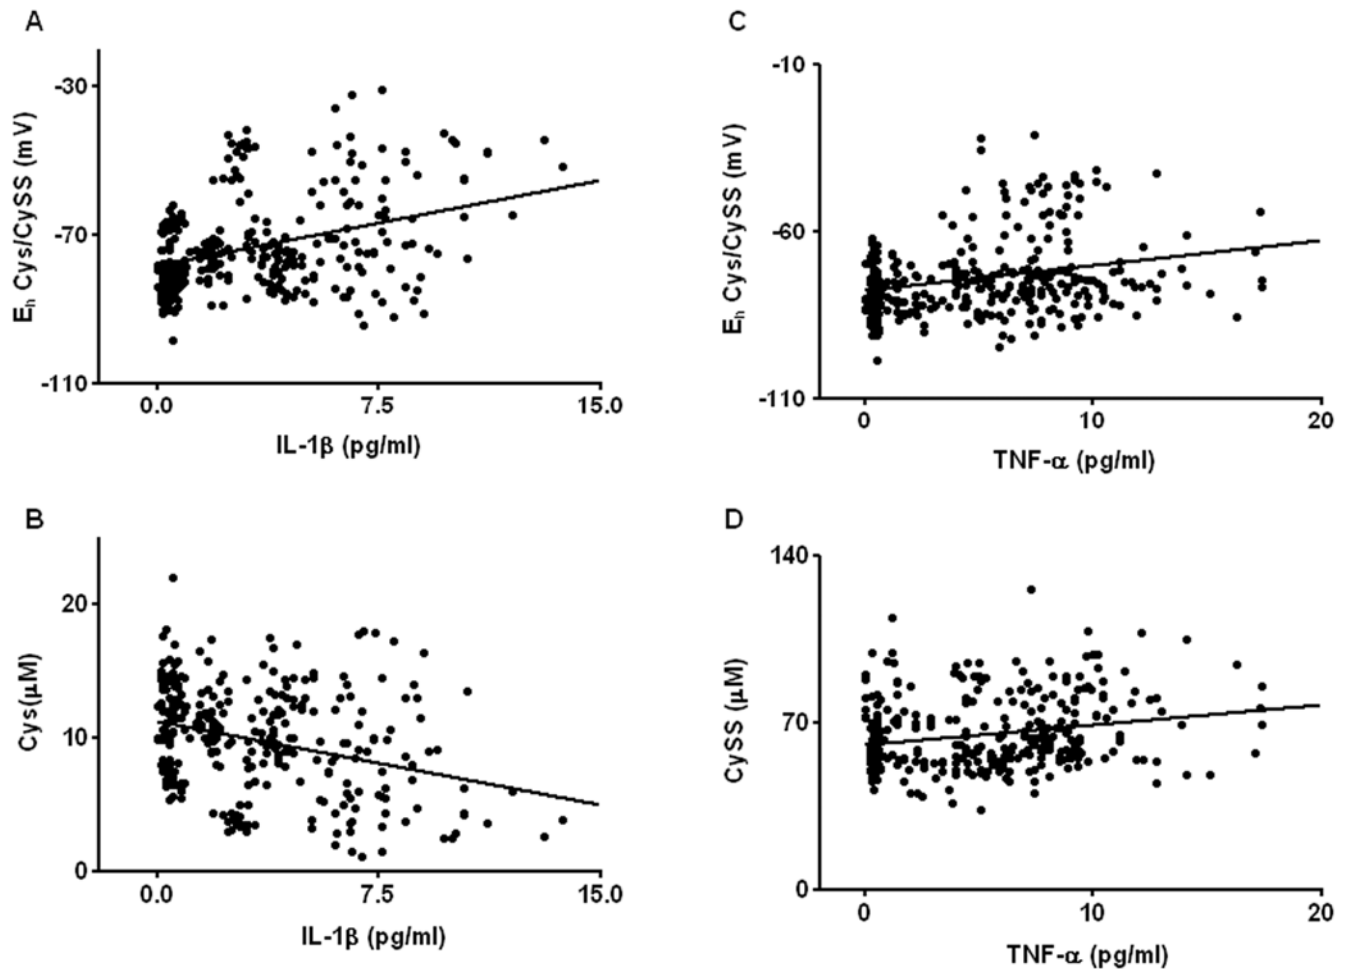 A
-30
-70
-110
Eh Cys/CySS (mV)
0.0 7.5 15.0
IL-1β (pg/ml)
C
-10
-60
-110
Eh Cys/CySS (mV)
0 10 20
TNF-α (pg/ml)
B
20
10
0
Cys(μM)
0.0 7.5 15.0
IL-1β (pg/ml)
D
140
70
0
CySS (μM)
0 10 20
TNF-α (pg/ml)